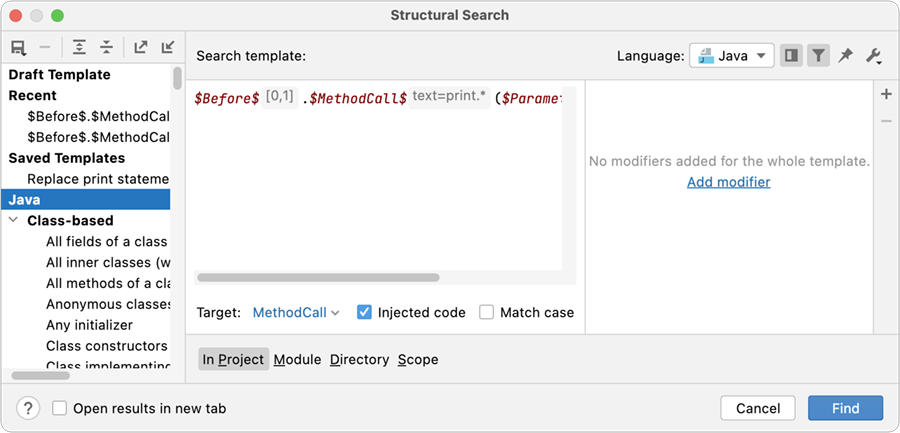 Structural Search
Search template:
Language: Java
Draft Template
Recent
$Before$.$MethodCal
$Before$.$MethodCal
Saved Templates
Replace print stateme
Java
Class-based
All fields of a class
All inner classes (w
All methods of a cla
Anonymous classes
Any initializer
Class constructors
Class implementing
$Before$ [0,1] .$MethodCall$ text=print.* ($Paramet
No modifiers added for the whole template.
Add modifier
Target: MethodCall Injected code Match case
In Project Module Directory Scope
? Open results in new tab Cancel Find